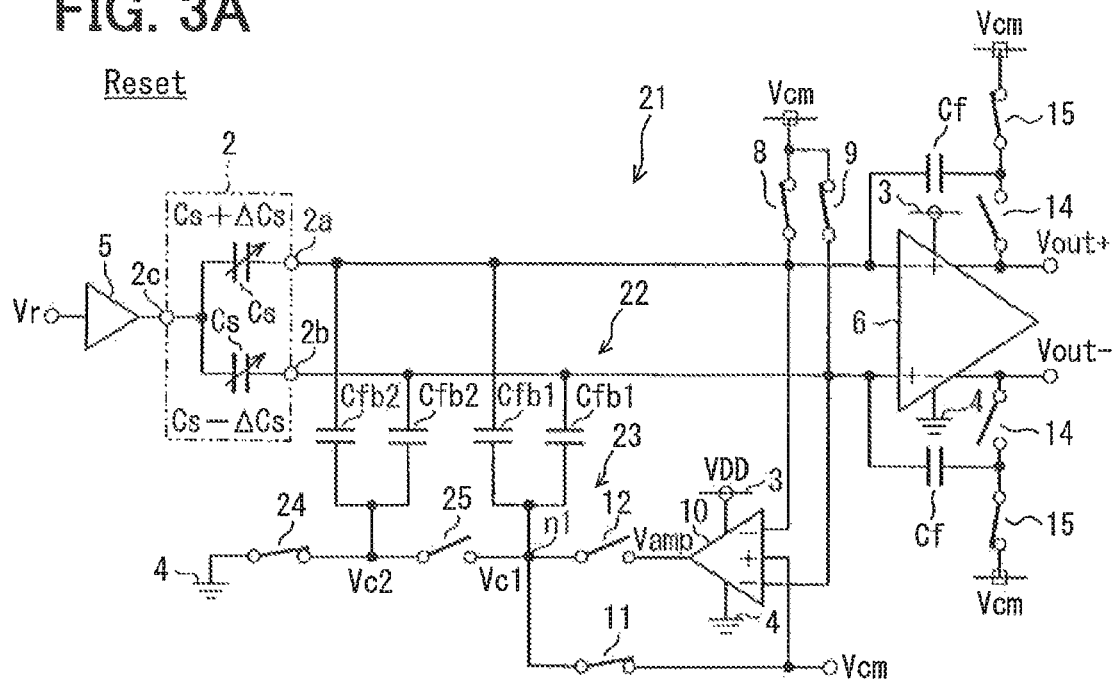 FIG. 3A
Reset
Vcm
21
Vcm
15
Cf
2
8
9
3
14
Cs+ΔCs
2a
Vout+
5
2c
Vr
Cs
Cs
22
6
2b
Vout-
Cfb2
Cfb2
Cfb1
Cfb1
4
Cs-ΔCs
23
VDD
3
14
24
25
n1
12
10
Cf
Vamp
15
4
Vc2
Vc1
4
Vcm
11
Vcm